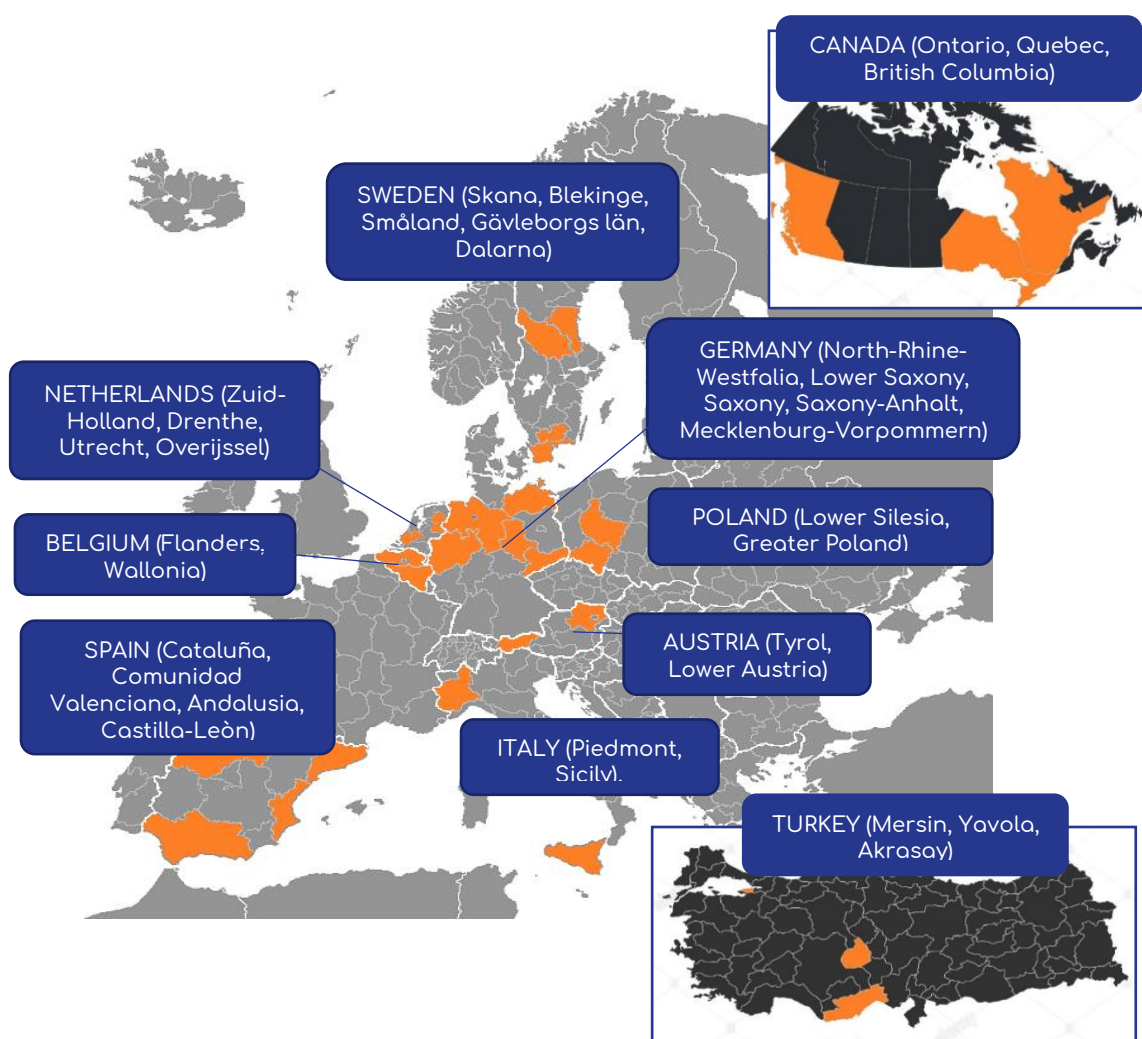 CANADA (Ontario, Quebec,
British Columbia)
SWEDEN (Skana, Blekinge,
Småland, Gävleborgs län,
Dalarna)
GERMANY (North-Rhine-
Westfalia, Lower Saxony,
Saxony, Saxony-Anhalt,
Mecklenburg-Vorpommern)
NETHERLANDS (Zuid-
Holland, Drenthe,
Utrecht, Overijssel)
POLAND (Lower Silesia,
Greater Poland)
BELGIUM (Flanders,
Wallonia)
AUSTRIA (Tyrol,
Lower Austria)
SPAIN (Cataluña,
Comunidad
Valenciana, Andalusia,
Castilla-Leòn)
ITALY (Piedmont,
Sicily).
TURKEY (Mersin, Yavola,
Akrasay)